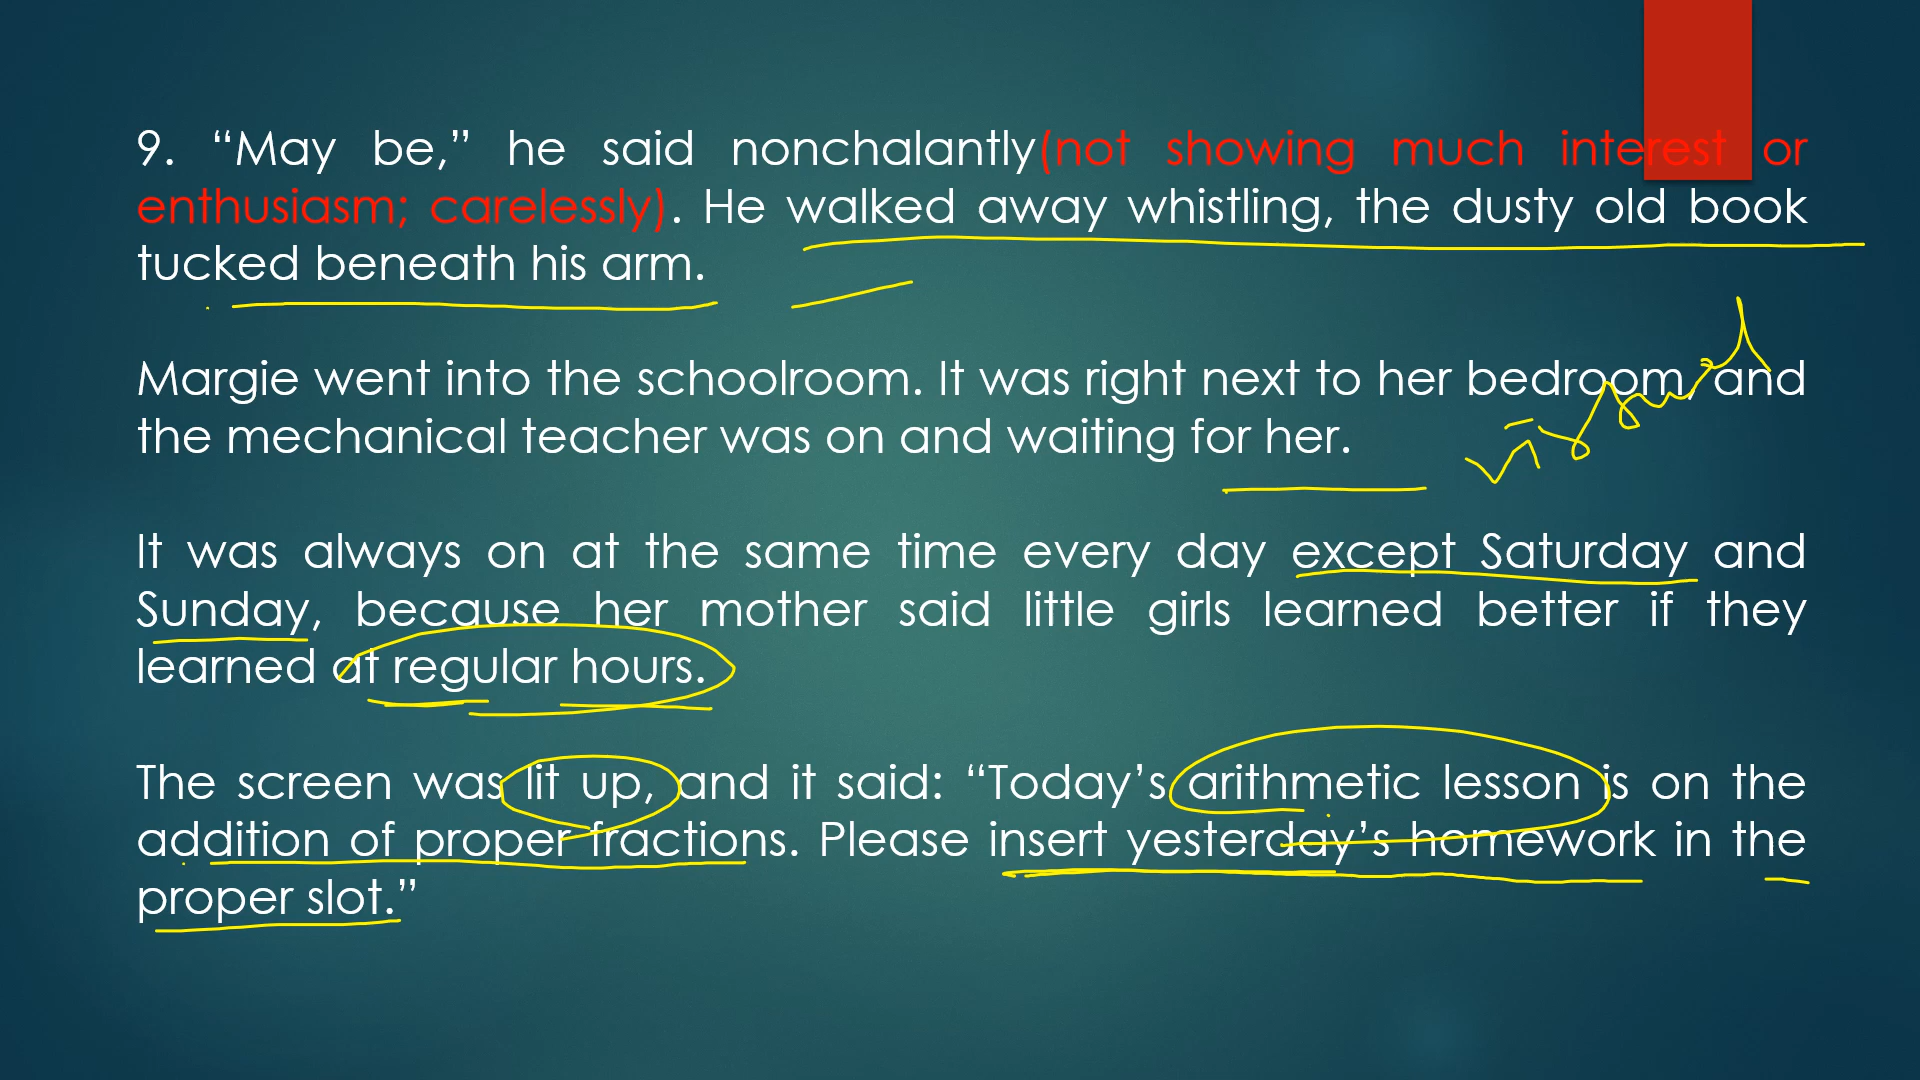 9. “May be,” he said nonchalantly(not showing much interest or
enthusiasm; carelessly). He walked away whistling, the dusty old book
tucked beneath his arm.
Margie went into the schoolroom. It was right next to her bedroom, and
the mechanical teacher was on and waiting for her.
It was always on at the same time every day except Saturday and
Sunday, because her mother said little girls learned better if they
learned at regular hours.
The screen was lit up, and it said: “Today’s arithmetic lesson is on the
addition of proper fractions. Please insert yesterday’s homework in the
proper slot.”